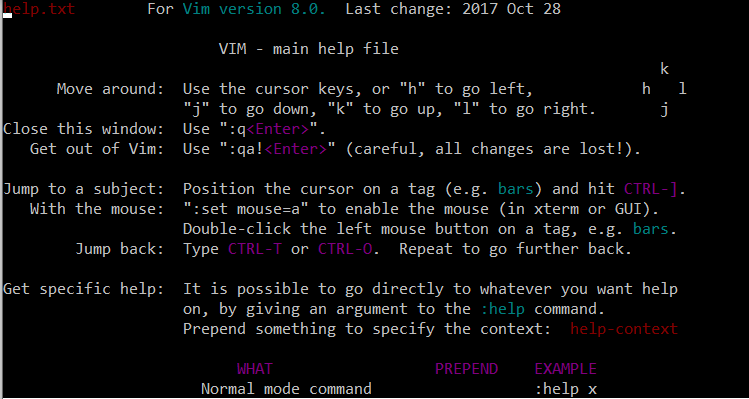 help.txt For Vim version 8.0. Last change: 2017 Oct 28
VIM - main help file
k
Move around: Use the cursor keys, or "h" to go left, h l
"j" to go down, "k" to go up, "l" to go right. j
Close this window: Use ":q<Enter>".
Get out of Vim: Use ":qa!<Enter>" (careful, all changes are lost!).
Jump to a subject: Position the cursor on a tag (e.g. bars) and hit CTRL-].
With the mouse: ":set mouse=a" to enable the mouse (in xterm or GUI).
Double-click the left mouse button on a tag, e.g. bars.
Jump back: Type CTRL-T or CTRL-O. Repeat to go further back.
Get specific help: It is possible to go directly to whatever you want help
on, by giving an argument to the :help command.
Prepend something to specify the context: help-context
WHAT PREPEND EXAMPLE
Normal mode command :help x